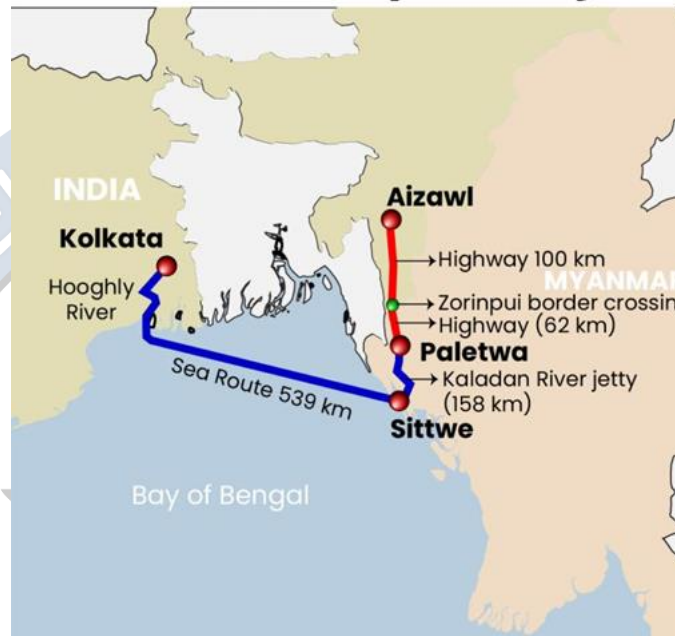 INDIA
Aizawl
Kolkata
Highway 100 km
MYANMAR
Hooghly
River
Zorinpui border crossin
Highway (62 km)
Paletwa
Kaladan River jetty
(158 km)
Sea Route 539 km
Sittwe
Bay of Bengal